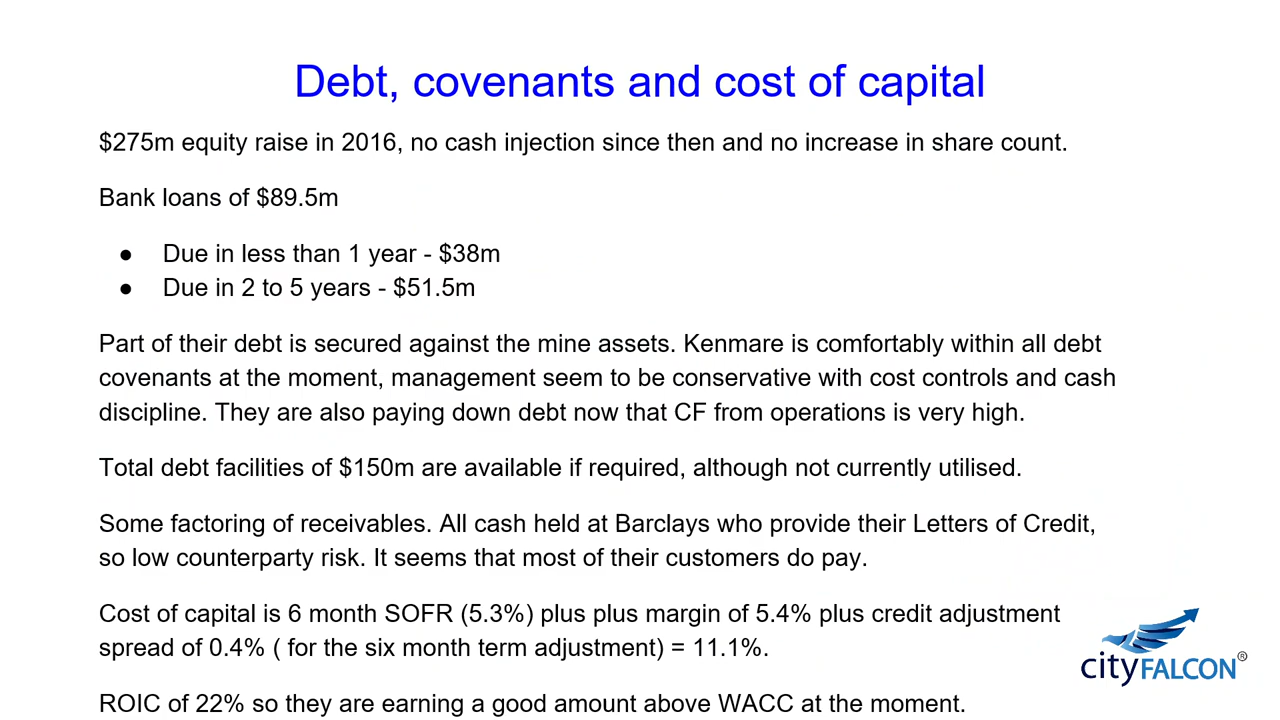 Debt, covenants and cost of capital
$275m equity raise in 2016, no cash injection since then and no increase in share count.
Bank loans of $89.5m
● Due in less than 1 year - $38m
● Due in 2 to 5 years - $51.5m
Part of their debt is secured against the mine assets. Kenmare is comfortably within all debt
covenants at the moment, management seem to be conservative with cost controls and cash
discipline. They are also paying down debt now that CF from operations is very high.
Total debt facilities of $150m are available if required, although not currently utilised.
Some factoring of receivables. All cash held at Barclays who provide their Letters of Credit,
so low counterparty risk. It seems that most of their customers do pay.
Cost of capital is 6 month SOFR (5.3%) plus plus margin of 5.4% plus credit adjustment
spread of 0.4% ( for the six month term adjustment) = 11.1%.
ROIC of 22% so they are earning a good amount above WACC at the moment.
cityFALCON®